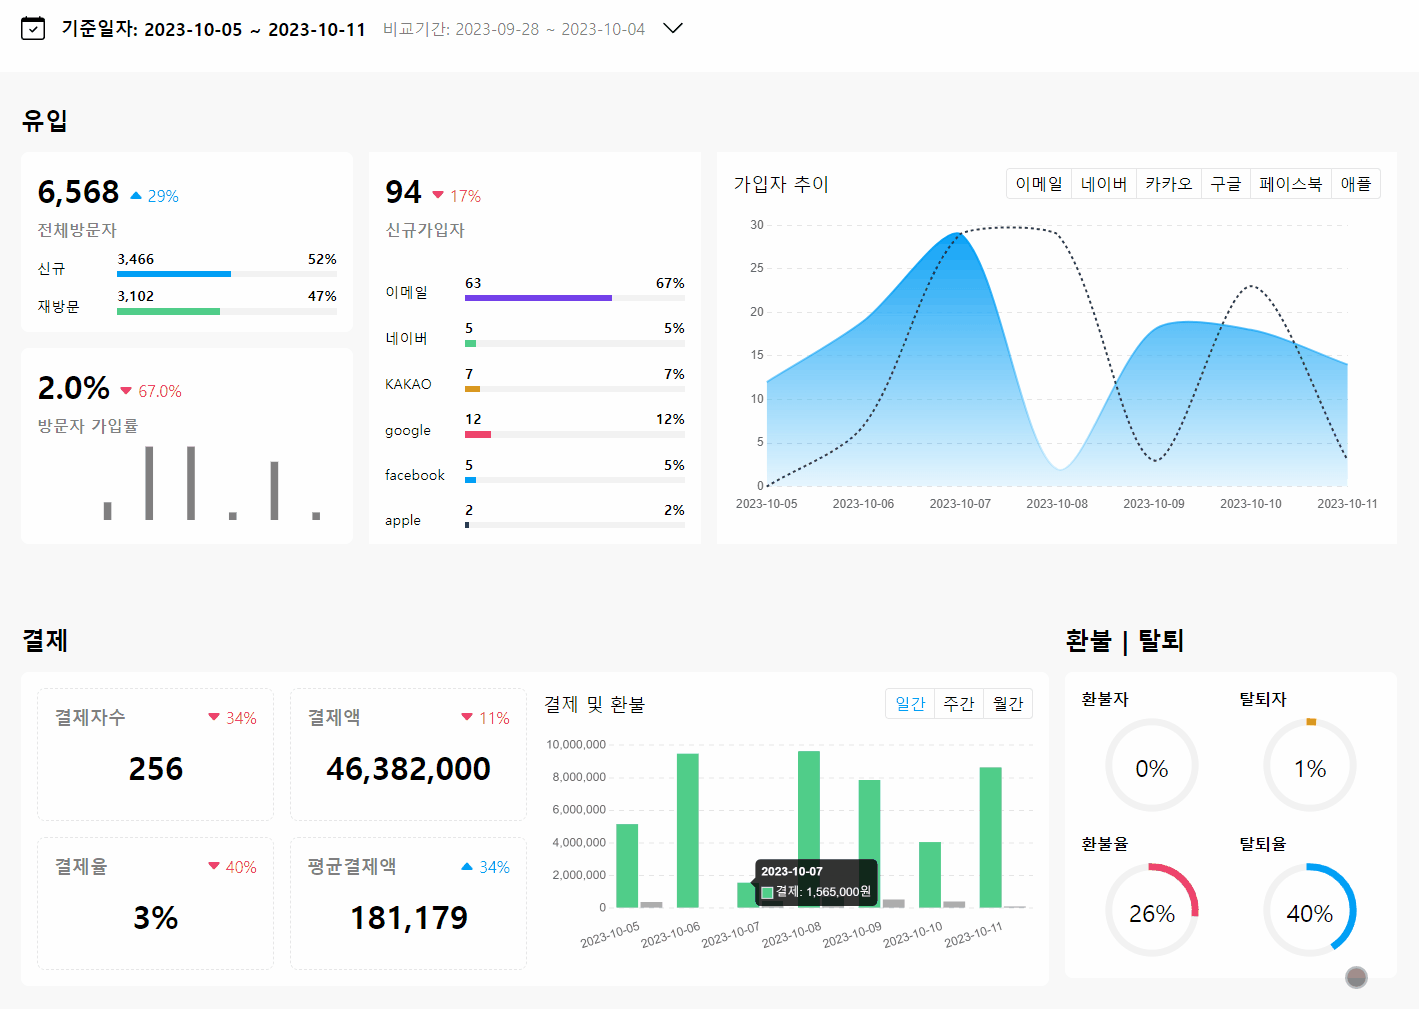 기준일자: 2023-10-05 ~ 2023-10-11 비교기간: 2023-09-28 ~ 2023-10-04
유입
6,568 29%
전체방문자
신규 3,466 52%
재방문 3,102 47%
2.0% 67.0%
방문자 가입률
94 17%
신규가입자
이메일 63 67%
네이버 5 5%
KAKAO 7 7%
google 12 12%
facebook 5 5%
apple 2 2%
가입자 추이 이메일 네이버 카카오 구글 페이스북 애플
30
25
20
15
10
5
0
2023-10-05 2023-10-06 2023-10-07 2023-10-08 2023-10-09 2023-10-10 2023-10-11
결제
결제자수 34%
256
결제액 11%
46,382,000
결제율 40%
3%
평균결제액 34%
181,179
결제 및 환불 일간 주간 월간
10,000,000
8,000,000
6,000,000
4,000,000
2,000,000
0
2023-10-07
결제: 1,565,000원
2023-10-05 2023-10-06 2023-10-07 2023-10-08 2023-10-09 2023-10-10 2023-10-11
환불 | 탈퇴
환불자 탈퇴자
0% 1%
환불율 탈퇴율
26% 40%